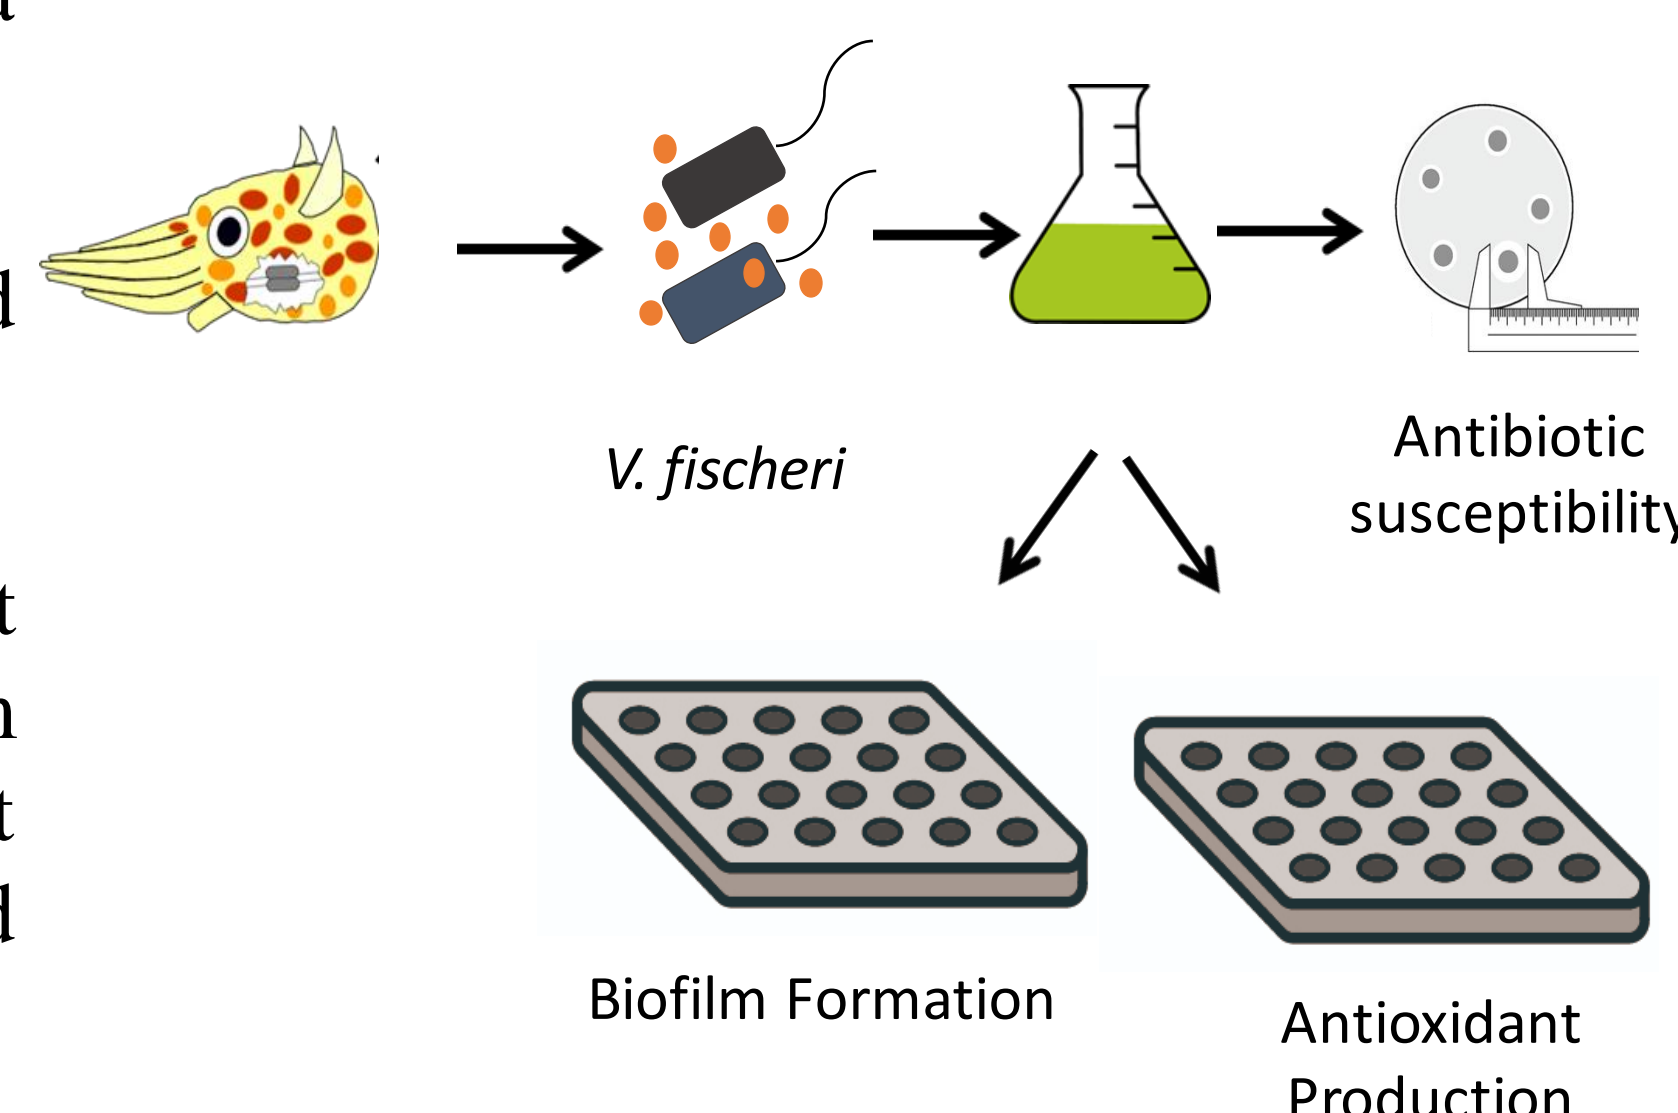 V. fischeri
Antibiotic
susceptibility
Biofilm Formation
Antioxidant
Production